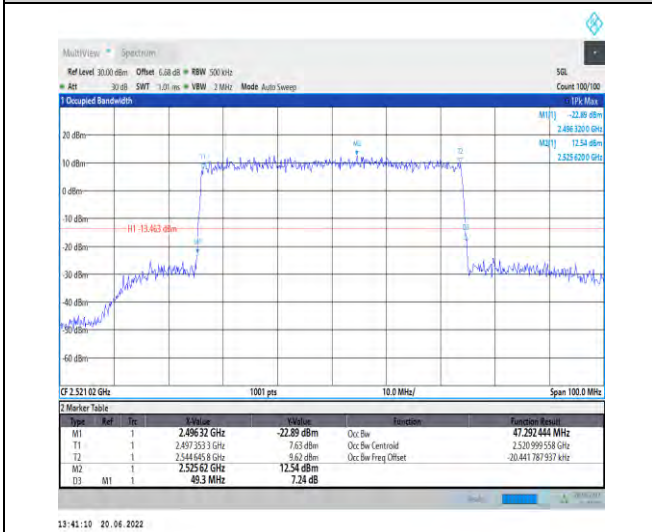 MultiView Spectrum
Ref Level 30.00 dBm Offset 6.68 dB RBW 500 kHz SGL
Att 30 dB SWT 1.01 ms VBW 2 MHz Mode Auto Sweep Count 100/100
1 Occupied Bandwidth 1Pk Max
M1[1] -22.89 dBm
2.496 3200 GHz
M2[1] 12.54 dBm
2.525 6200 GHz
20 dBm
10 dBm
0 dBm
-10 dBm
H1 -13.463 dBm
-20 dBm
-30 dBm
-40 dBm
-50 dBm
-60 dBm
T1
M2
T2
M1
D3
CF 2.521 02 GHz 1001 pts 10.0 MHz/ Span 100.0 MHz
2 Marker Table
Type Ref Trc X-Value Y-Value Function Function Result
M1 1 2.496 32 GHz -22.89 dBm Occ Bw 47.292 444 MHz
T1 1 2.497 353 3 GHz 7.63 dBm Occ Bw Centroid 2.520 999 558 GHz
T2 1 2.544 645 8 GHz 9.62 dBm Occ Bw Freq Offset -20.441 787 937 kHz
M2 1 2.525 62 GHz 12.54 dBm
D3 M1 1 49.3 MHz 7.24 dB
13:41:10 20.06.2022